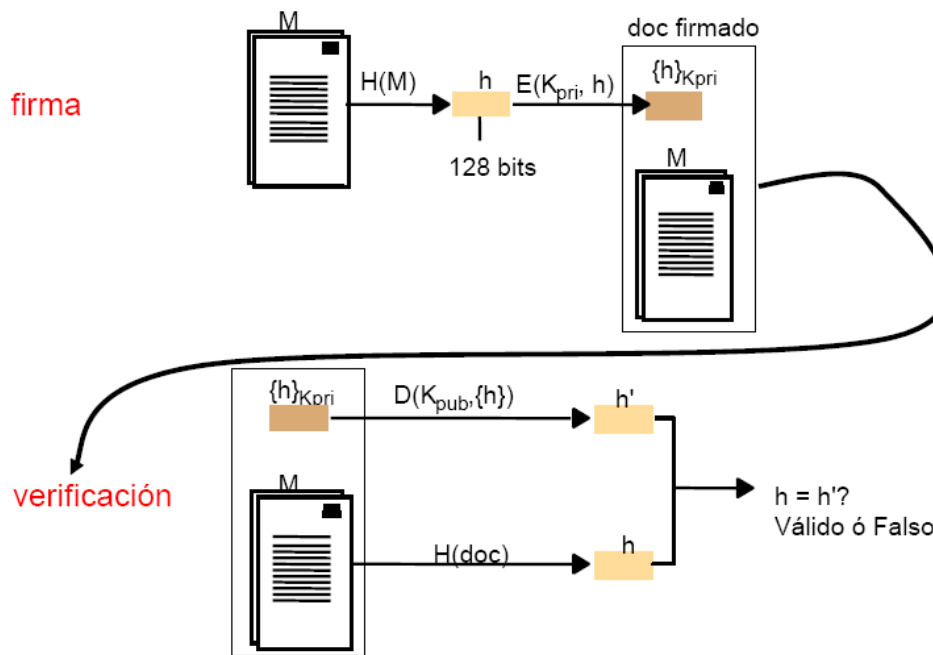 M
doc firmado
firma
H(M)
h
E(Kpri, h)
{h}Kpri
128 bits
M
{h}Kpri
D(Kpub,{h})
h'
verificación
M
h = h'?
Válido ó Falso
H(doc)
h